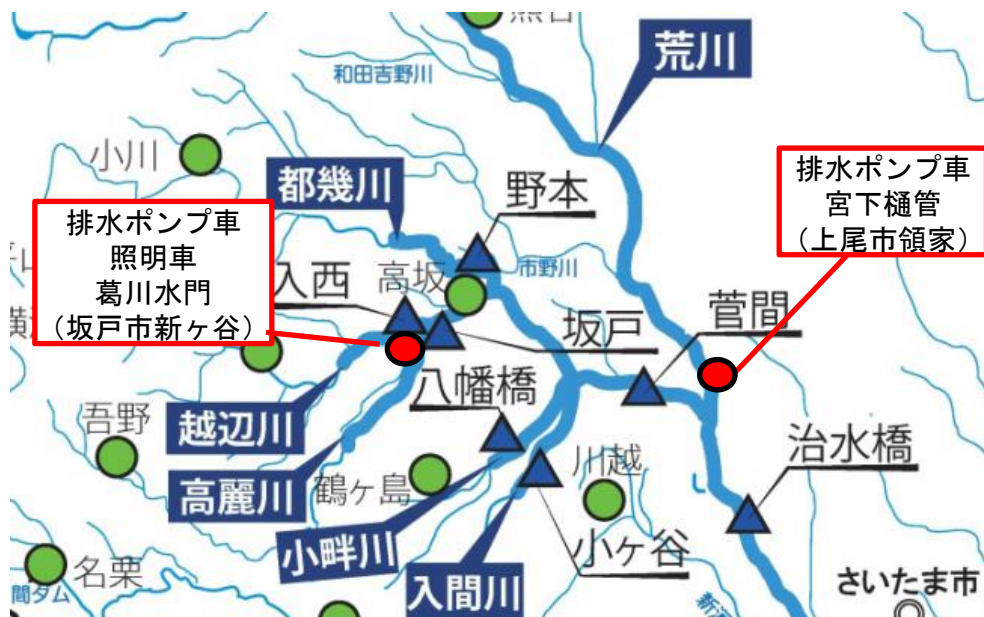 荒川
和田吉野川
小川
都幾川
野本
排水ポンプ車
宮下樋管
（上尾市領家）
排水ポンプ車
照明車
葛川水門
（坂戸市新ヶ谷）
入西
高坂
市野川
坂戸
菅間
八幡橋
越辺川
吾野
高麗川
鶴ヶ島
川越
治水橋
小畔川
小ヶ谷
名栗
入間川
さいたま市